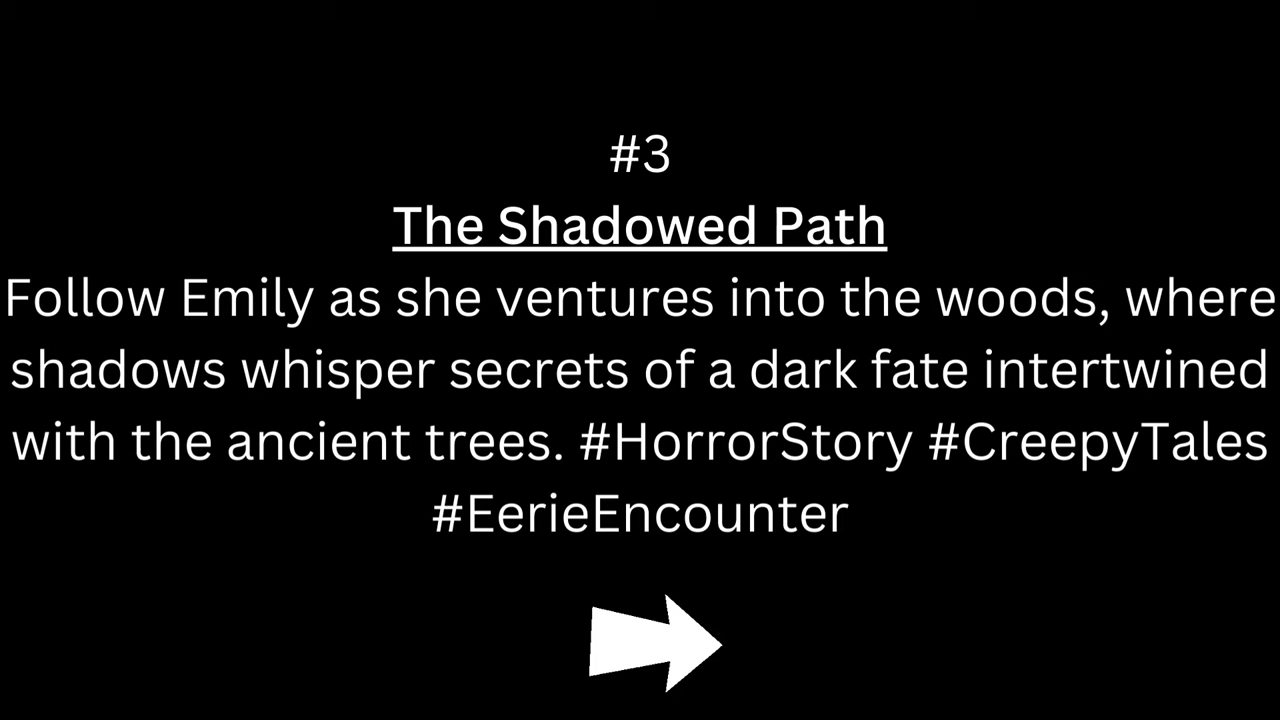 #3
The Shadowed Path
Follow Emily as she ventures into the woods, where
shadows whisper secrets of a dark fate intertwined
with the ancient trees. #HorrorStory #CreepyTales
#EerieEncounter